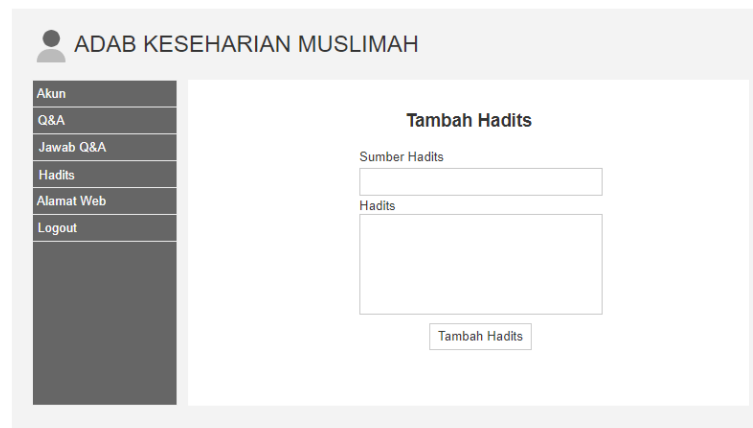 ADAB KESEHARIAN MUSLIMAH
Akun
Q&A
Jawab Q&A
Hadits
Alamat Web
Logout
Tambah Hadits
Sumber Hadits
Hadits
Tambah Hadits